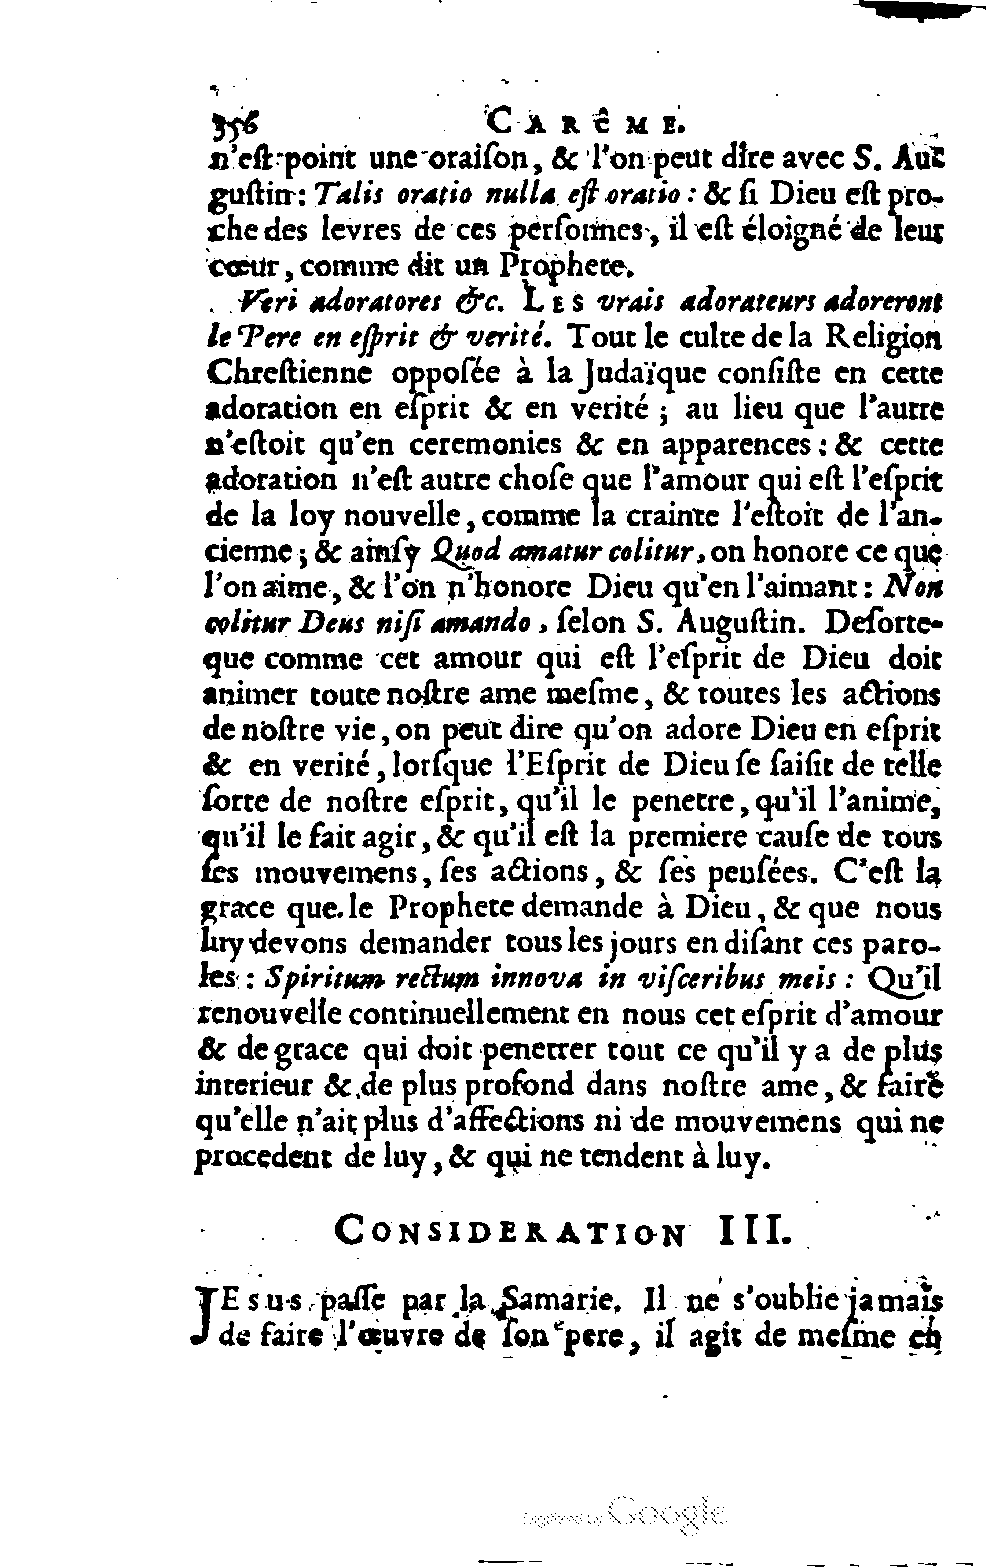 356 CARêME.
n'eſt point une oraiſon, & l'on peut dire avec S. Au-
guſtin: Talis oratio nulla eſt oratio: & ſi Dieu eſt pro-
che des levres de ces perſonnes, il eſt éloigné de leur
cœur, comme dit un Prophete.
Veri adoratores &c. LES vrais adorateurs adoreront
le Pere en eſprit & verité. Tout le culte de la Religion
Chreſtienne oppoſée à la Judaïque conſiſte en cette
adoration en eſprit & en verité; au lieu que l'autre
n'eſtoit qu'en ceremonies & en apparences: & cette
adoration n'eſt autre choſe que l'amour qui eſt l'eſprit
de la loy nouvelle, comme la crainte l'eſtoit de l'an-
cienne; & ainſy Quod amatur colitur, on honore ce que
l'on aime, & l'on n'honore Dieu qu'en l'aimant: Non
colitur Deus niſi amando, ſelon S. Auguſtin. Deſorte-
que comme cet amour qui eſt l'eſprit de Dieu doit
animer toute noſtre ame meſme, & toutes les actions
de noſtre vie, on peut dire qu'on adore Dieu en eſprit
& en verité, lorſque l'Eſprit de Dieu ſe ſaiſit de telle
ſorte de noſtre eſprit, qu'il le penetre, qu'il l'anime,
qu'il le fait agir, & qu'il eſt la premiere cauſe de tous
ſes mouvemens, ſes actions, & ſes penſées. C'eſt la
grace que le Prophete demande à Dieu, & que nous
luy devons demander tous les jours en diſant ces paro-
les: Spiritum rectum innova in viſceribus meis: Qu'il
renouvelle continuellement en nous cet eſprit d'amour
& de grace qui doit penetrer tout ce qu'il y a de plus
interieur & de plus profond dans noſtre ame, & faire
qu'elle n'ait plus d'affections ni de mouvemens qui ne
procedent de luy, & qui ne tendent à luy.
CONSIDERATION III.
JEsus paſſe par la Samarie. Il ne s'oublie jamais
de faire l'œuvre de ſon pere, il agit de meſme en
Digitized by Google